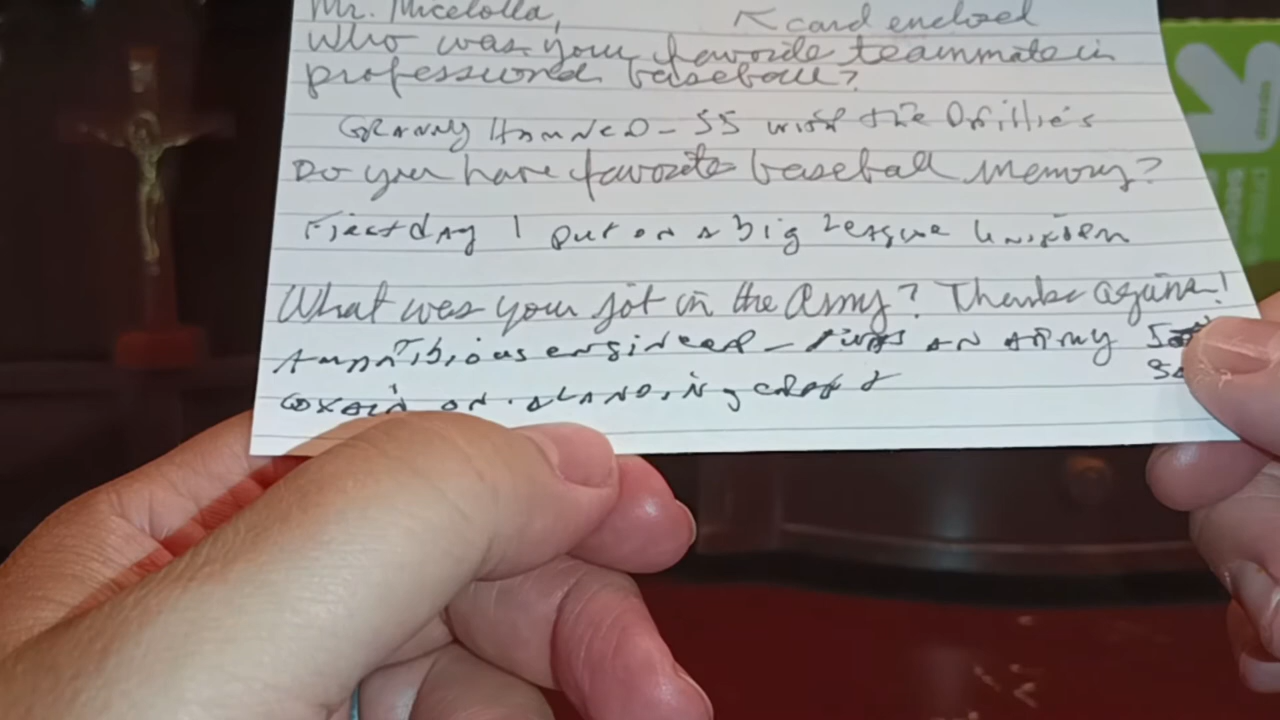 Mr. Micelotta,
↖ card enclosed
Who was your favorite teammate in
professional baseball?
GRANNY HAMNER - SS with the Phillies
Do you have favorite baseball memory?
First day I put on a big league uniform
What was your job in the Army? Thanks again!
Amphibious engineer - was an army
coxain on a landing craft